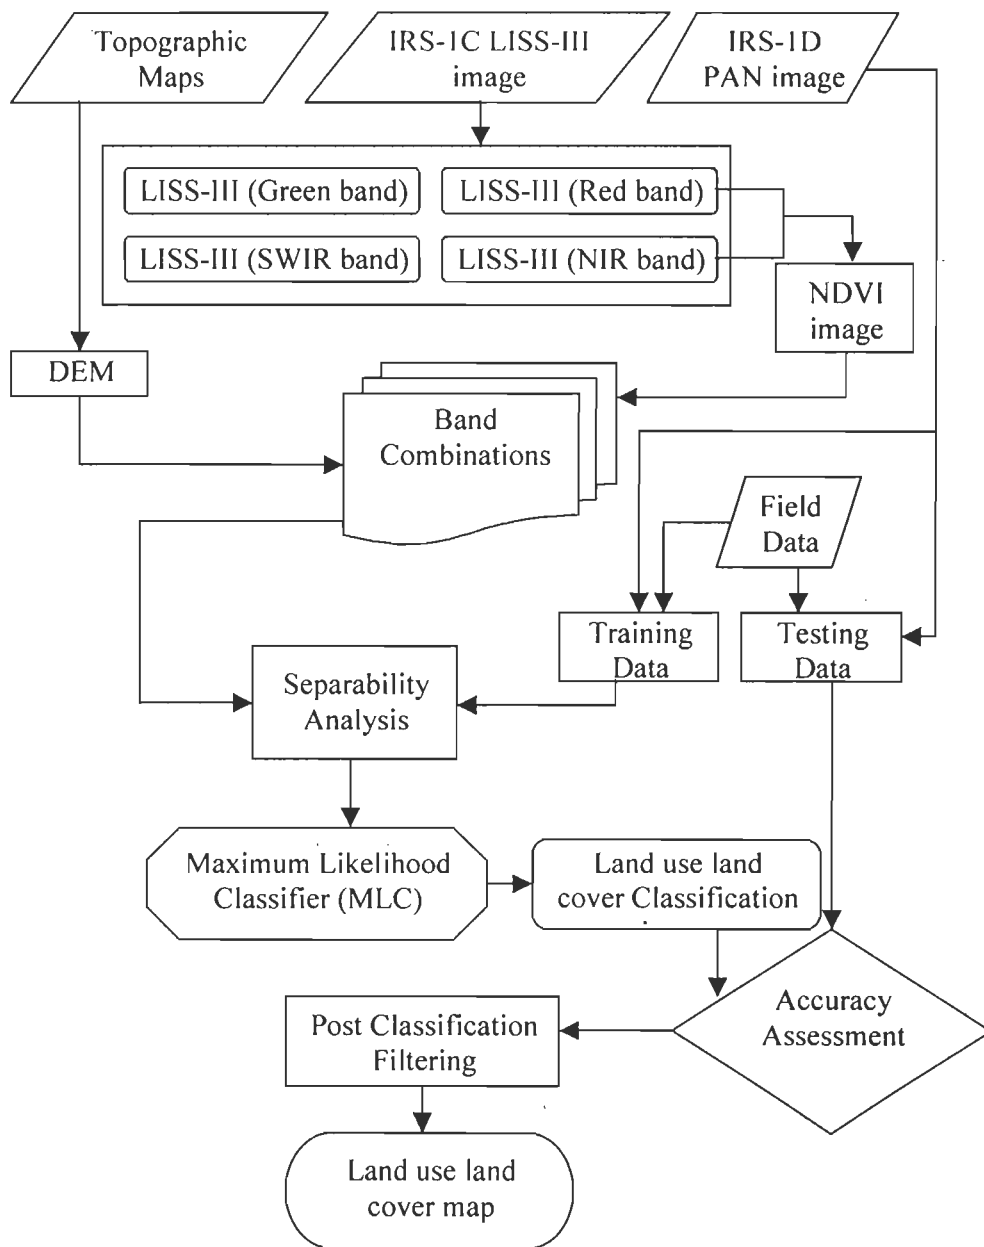 Topographic
Maps
IRS-1C LISS-III
image
IRS-1D
PAN image
LISS-III (Green band)
LISS-III (Red band)
LISS-III (SWIR band)
LISS-III (NIR band)
NDVI
image
DEM
Band
Combinations
Field
Data
Training
Data
Testing
Data
Separability
Analysis
Maximum Likelihood
Classifier (MLC)
Land use land
cover Classification
Accuracy
Assessment
Post Classification
Filtering
Land use land
cover map